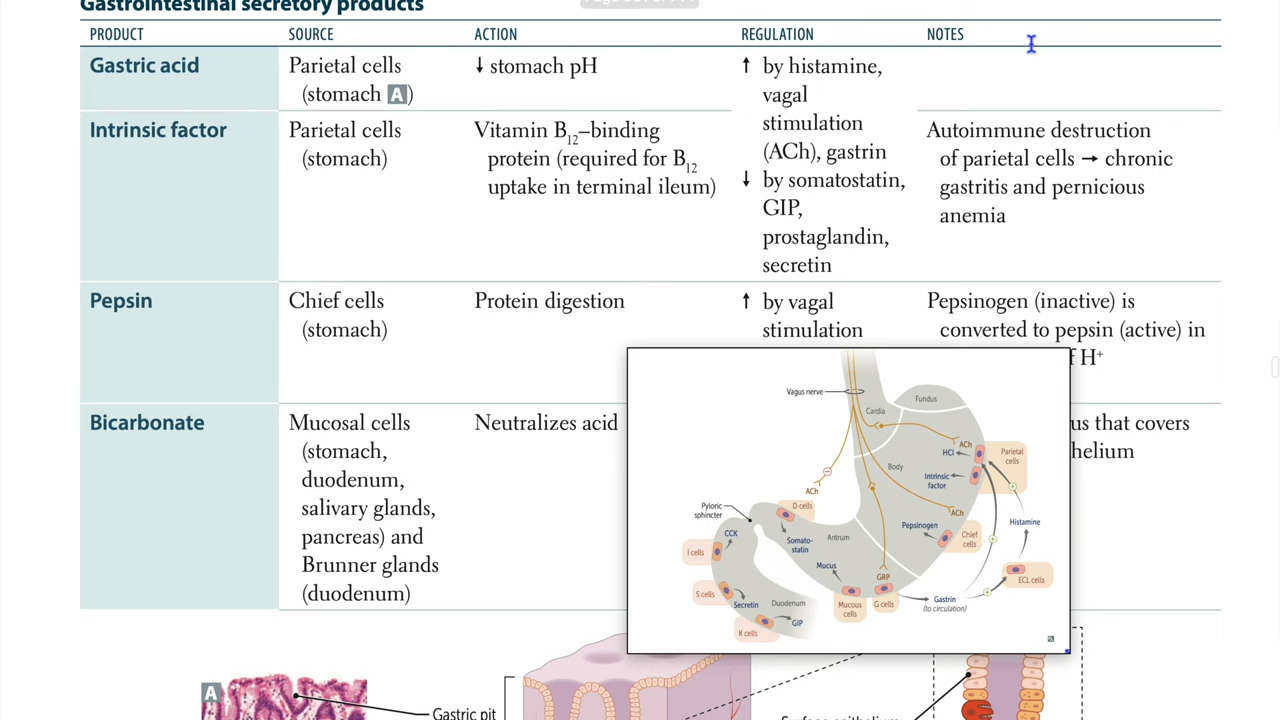 Gastrointestinal secretory products
PRODUCT SOURCE ACTION REGULATION NOTES
Gastric acid
Parietal cells
(stomach A)
↓ stomach pH
↑ by histamine,
vagal
stimulation
(ACh), gastrin
↓ by somatostatin,
GIP,
prostaglandin,
secretin
Intrinsic factor
Parietal cells
(stomach)
Vitamin B12–binding
protein (required for B12
uptake in terminal ileum)
Autoimmune destruction
of parietal cells → chronic
gastritis and pernicious
anemia
Pepsin
Chief cells
(stomach)
Protein digestion
↑ by vagal
stimulation
Pepsinogen (inactive) is
converted to pepsin (active) in
H+
Bicarbonate
Mucosal cells
(stomach,
duodenum,
salivary glands,
pancreas) and
Brunner glands
(duodenum)
Neutralizes acid
us that covers
helium
Vagus nerve
Fundus
Cardia
ACh
HCl
Parietal
cells
Body
Intrinsic
factor
ACh
Pyloric
sphincter
D cells
ACh
Histamine
CCK
Pepsinogen
Chief
cells
I cells
Somato-
statin
Antrum
Mucus
GRP
ECL cells
S cells
Secretin
Duodenum
Mucous
cells
G cells
Gastrin
(to circulation)
GIP
K cells
A
Gastric pit
Surface epithelium